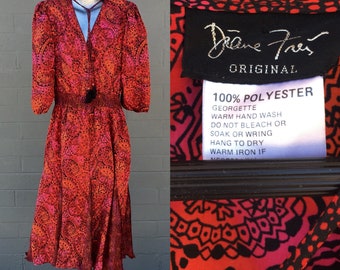 Diane Freis
ORIGINAL
100% POLYESTER
GEORGETTE
WARM HAND WASH
DO NOT BLEACH OR
SOAK OR WRING
HANG TO DRY
WARM IRON IF